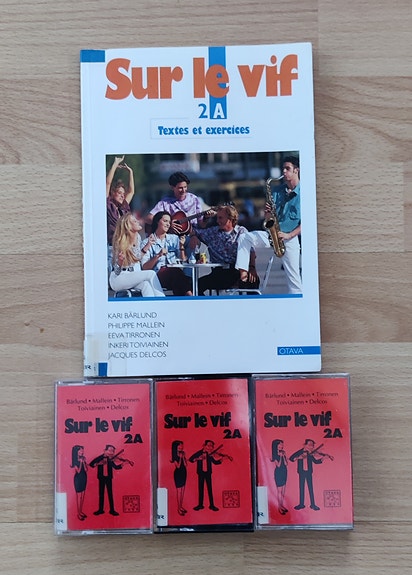 Sur le vif
2A
Textes et exercices
KARI BÄRLUND
PHILIPPE MALLEIN
EEVA TIRRONEN
INKERI TOIVIAINEN
JACQUES DELCOS
OTAVA
Bärlund • Mallein • Tirronen
Toiviainen • Delcos
Sur le vif
2A
Bärlund • Mallein • Tirronen
Toiviainen • Delcos
Sur le vif
2A
Bärlund • Mallein • Tirronen
Toiviainen • Delcos
Sur le vif
2A